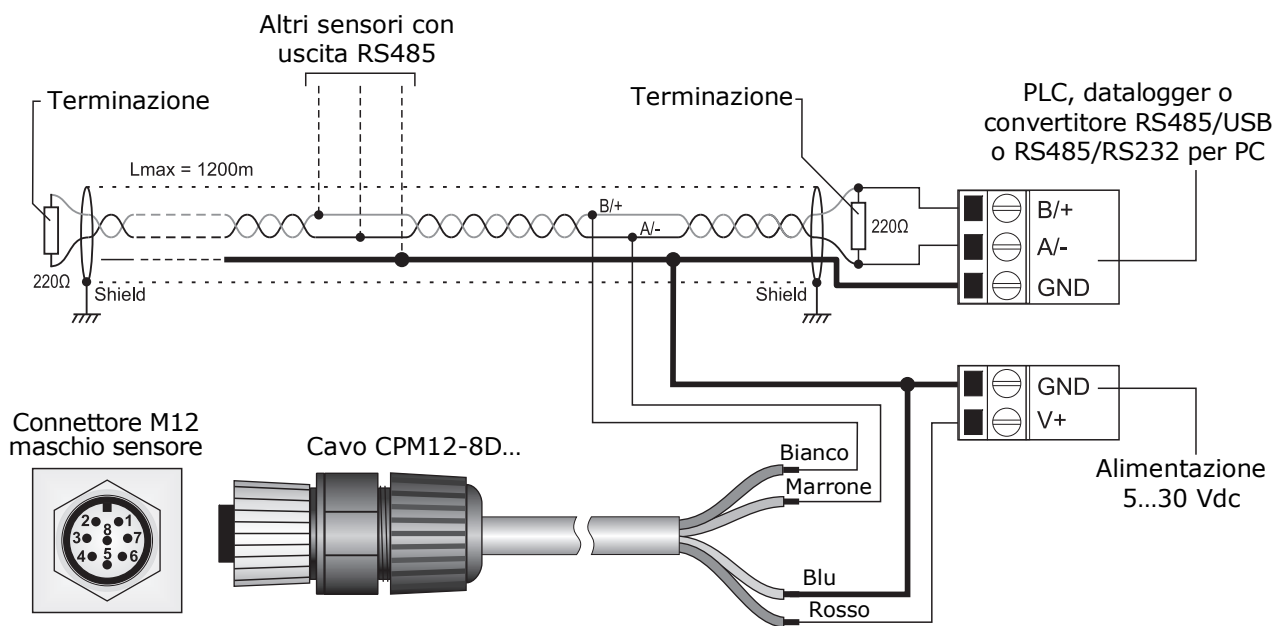 Altri sensori con
uscita RS485
Terminazione
Terminazione
PLC, datalogger o
convertitore RS485/USB
o RS485/RS232 per PC
Lmax = 1200m
B/+
A/-
220Ω
220Ω
Shield
Shield
B/+
A/-
GND
GND
V+
Alimentazione
5...30 Vdc
Connettore M12
maschio sensore
2
1
8
3
7
4
5
6
Cavo CPM12-8D...
Bianco
Marrone
Blu
Rosso